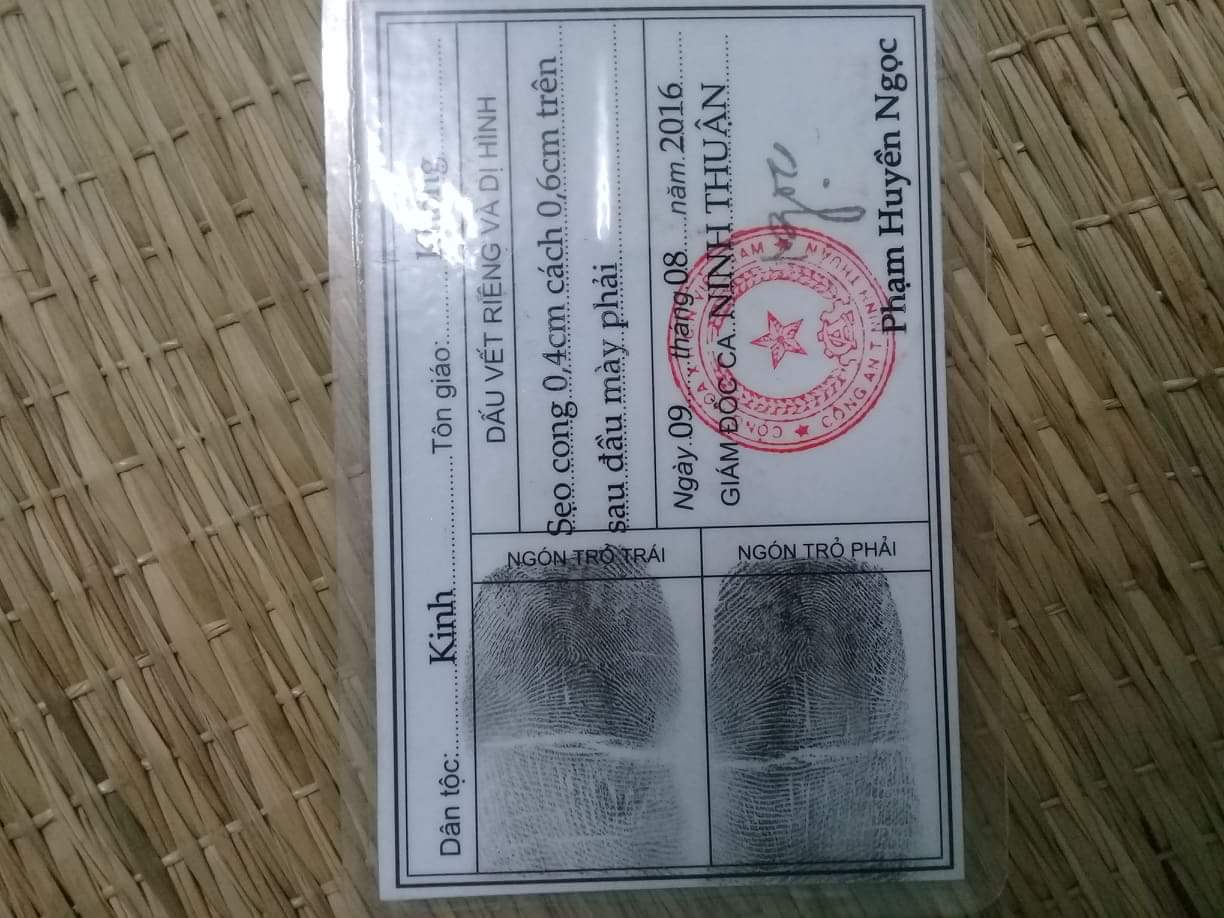 Dân tộc: Kinh Tôn giáo: Không
DẤU VẾT RIÊNG VÀ DỊ HÌNH
Sẹo cong 0,4cm cách 0,6cm trên
sau đầu mày phải
NGÓN TRỎ TRÁI
NGÓN TRỎ PHẢI
Ngày 09 tháng 08 năm 2016
GIÁM ĐỐC CA. NINH THUẬN
CÔNG AN T NINH THUẬN
Phạm Huyền Ngọc